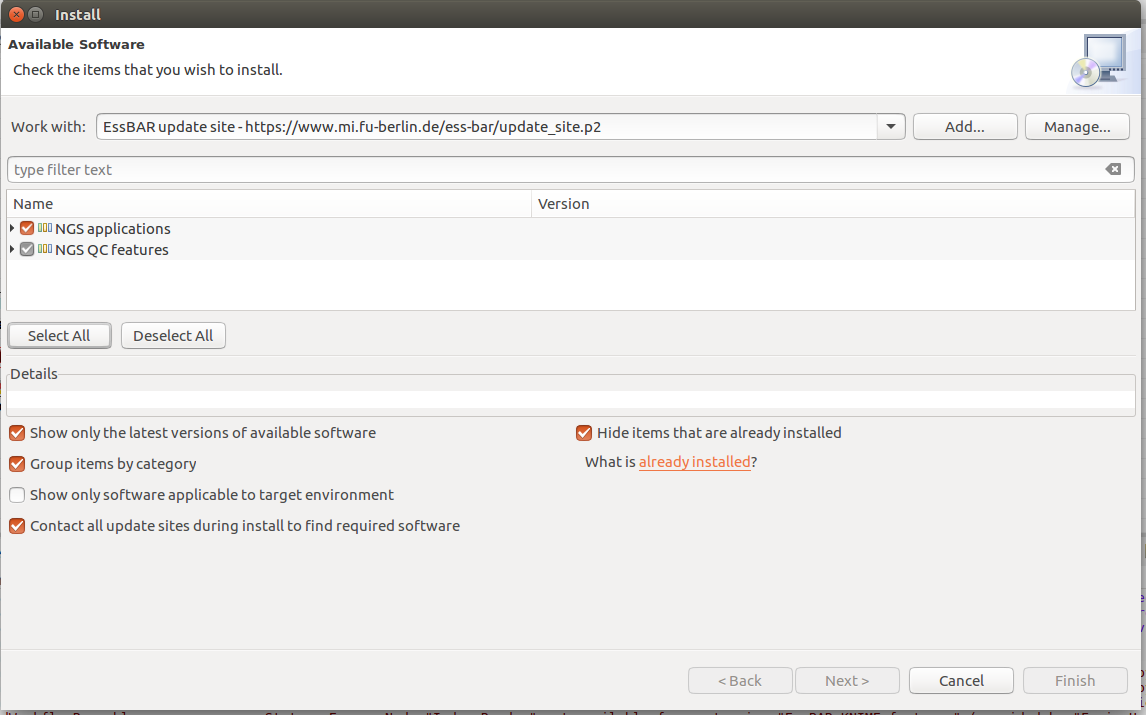 Install
Available Software
Check the items that you wish to install.
Work with: EssBAR update site - https://www.mi.fu-berlin.de/ess-bar/update_site.p2 Add... Manage...
type filter text
Name Version
NGS applications
NGS QC features
Select All Deselect All
Details
Show only the latest versions of available software Hide items that are already installed
Group items by category What is already installed?
Show only software applicable to target environment
Contact all update sites during install to find required software
< Back Next > Cancel Finish